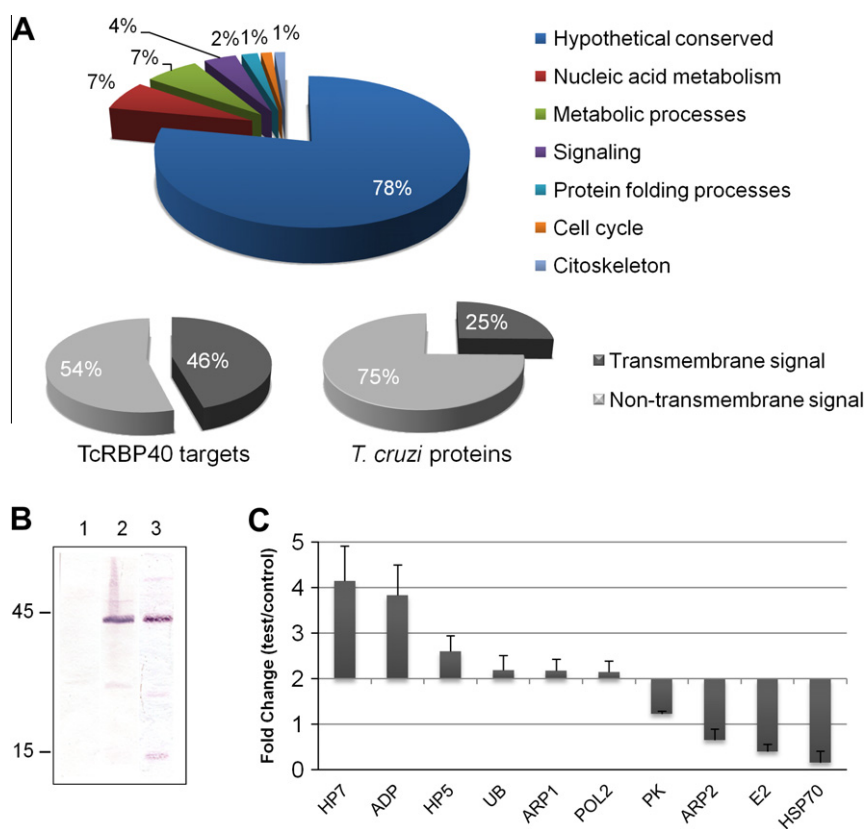 A
4%
2%
1%
1%
7%
7%
78%
Hypothetical conserved
Nucleic acid metabolism
Metabolic processes
Signaling
Protein folding processes
Cell cycle
Citoskeleton
54%
46%
TcRBP40 targets
25%
75%
T. cruzi proteins
Transmembrane signal
Non-transmembrane signal
B
1 2 3
45
15
C
Fold Change (test/control)
5
4
3
2
1
0
HP7
ADP
HP5
UB
ARP1
POL2
PK
ARP2
E2
HSP70